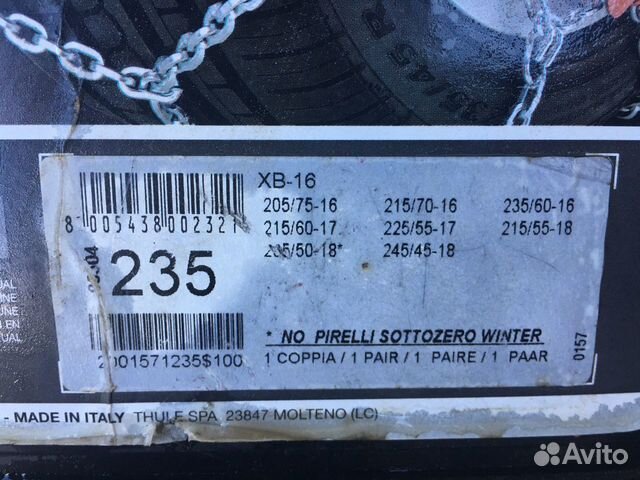 XB-16
205/75-16 215/70-16 235/60-16
215/60-17 225/55-17 215/55-18
/50-18* 245/45-18
8 005438 002321
235
* NO PIRELLI SOTTOZERO WINTER
2001571235$100
1 COPPIA / 1 PAIR / 1 PAIRE / 1 PAAR
0157
- MADE IN ITALY THULE SPA 23847 MOLTENO (LC)
Avito